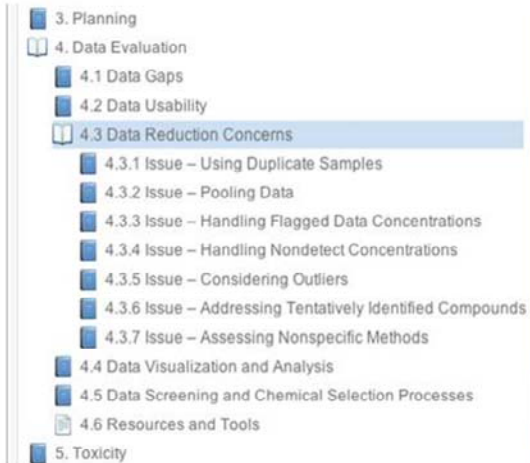 3. Planning
4. Data Evaluation
4.1 Data Gaps
4.2 Data Usability
4.3 Data Reduction Concerns
4.3.1 Issue – Using Duplicate Samples
4.3.2 Issue – Pooling Data
4.3.3 Issue – Handling Flagged Data Concentrations
4.3.4 Issue – Handling Nondetect Concentrations
4.3.5 Issue – Considering Outliers
4.3.6 Issue – Addressing Tentatively Identified Compounds
4.3.7 Issue – Assessing Nonspecific Methods
4.4 Data Visualization and Analysis
4.5 Data Screening and Chemical Selection Processes
4.6 Resources and Tools
5. Toxicity